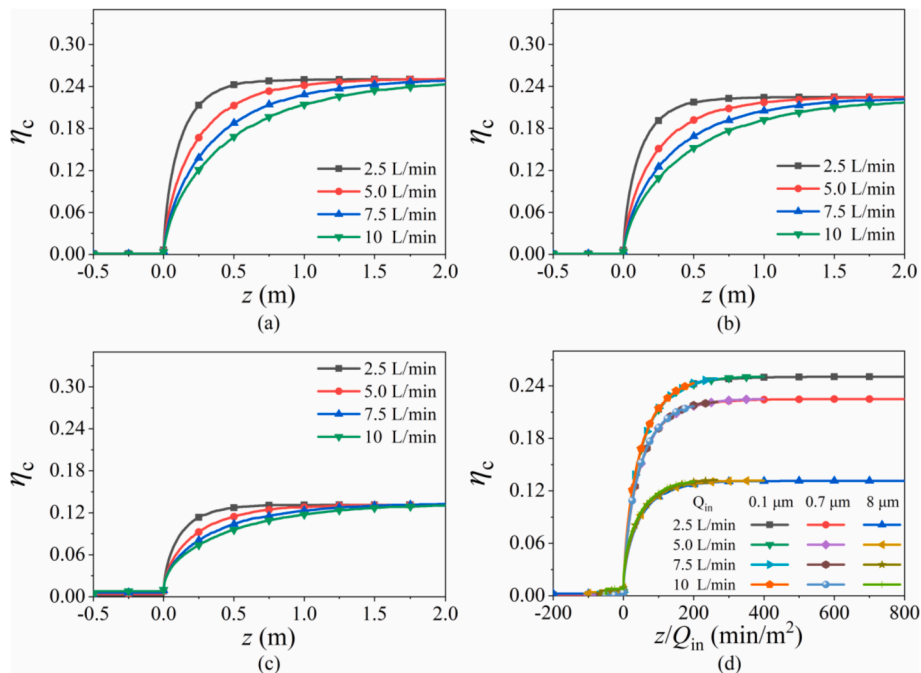 0.30
0.24
0.18
0.12
0.06
0.00
ηc
2.5 L/min
5.0 L/min
7.5 L/min
10 L/min
-0.5 0.0 0.5 1.0 1.5 2.0
z (m)
(a)
0.30
0.24
0.18
0.12
0.06
0.00
ηc
2.5 L/min
5.0 L/min
7.5 L/min
10 L/min
-0.5 0.0 0.5 1.0 1.5 2.0
z (m)
(b)
0.30
0.24
0.18
0.12
0.06
0.00
ηc
2.5 L/min
5.0 L/min
7.5 L/min
10 L/min
-0.5 0.0 0.5 1.0 1.5 2.0
z (m)
(c)
0.24
0.18
0.12
0.06
0.00
ηc
Qin 0.1 μm 0.7 μm 8 μm
2.5 L/min
5.0 L/min
7.5 L/min
10 L/min
-200 0 200 400 600 800
z/Qin (min/m²)
(d)